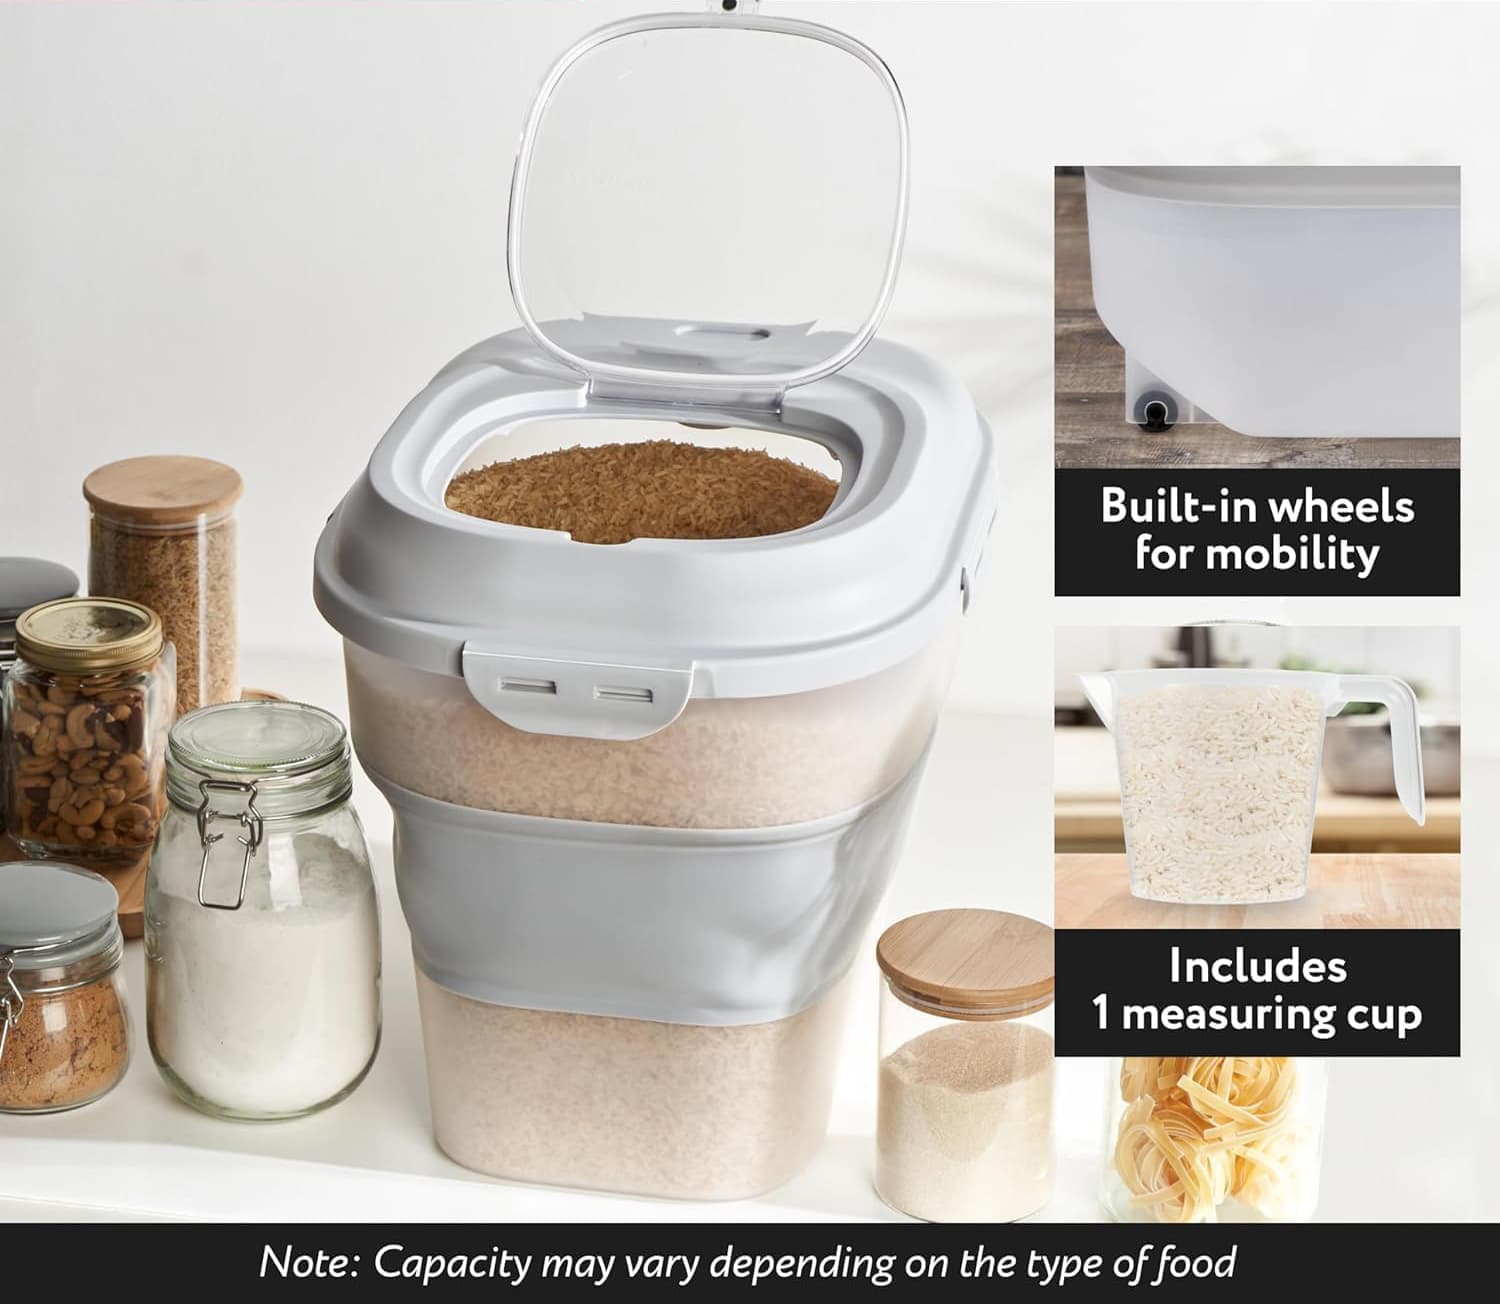 Built-in wheels
for mobility
Includes
1 measuring cup
Note: Capacity may vary depending on the type of food